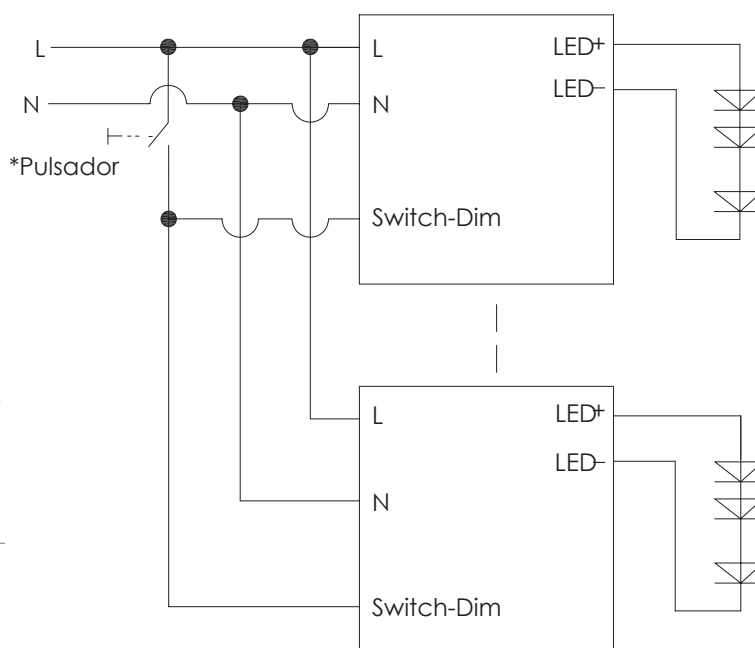 L
L
LED+
N
N
LED-
*Pulsador
Switch-Dim
L
LED+
LED-
N
Switch-Dim